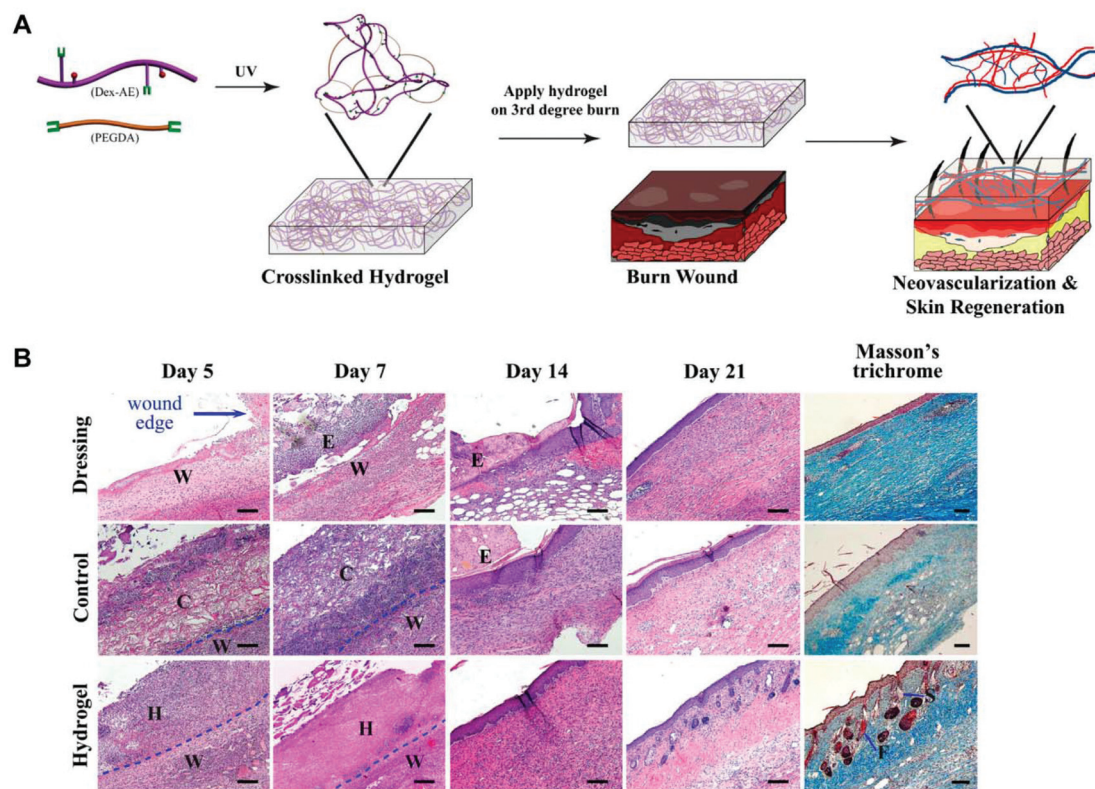 A
(Dex-AE)
(PEGDA)
UV
Crosslinked Hydrogel
Apply hydrogel
on 3rd degree burn
Burn Wound
Neovascularization &
Skin Regeneration
B
Day 5
Day 7
Day 14
Day 21
Masson's
trichrome
Dressing
wound
edge
W
E
W
E
Control
C
W
C
W
E
Hydrogel
H
W
H
W
S
F